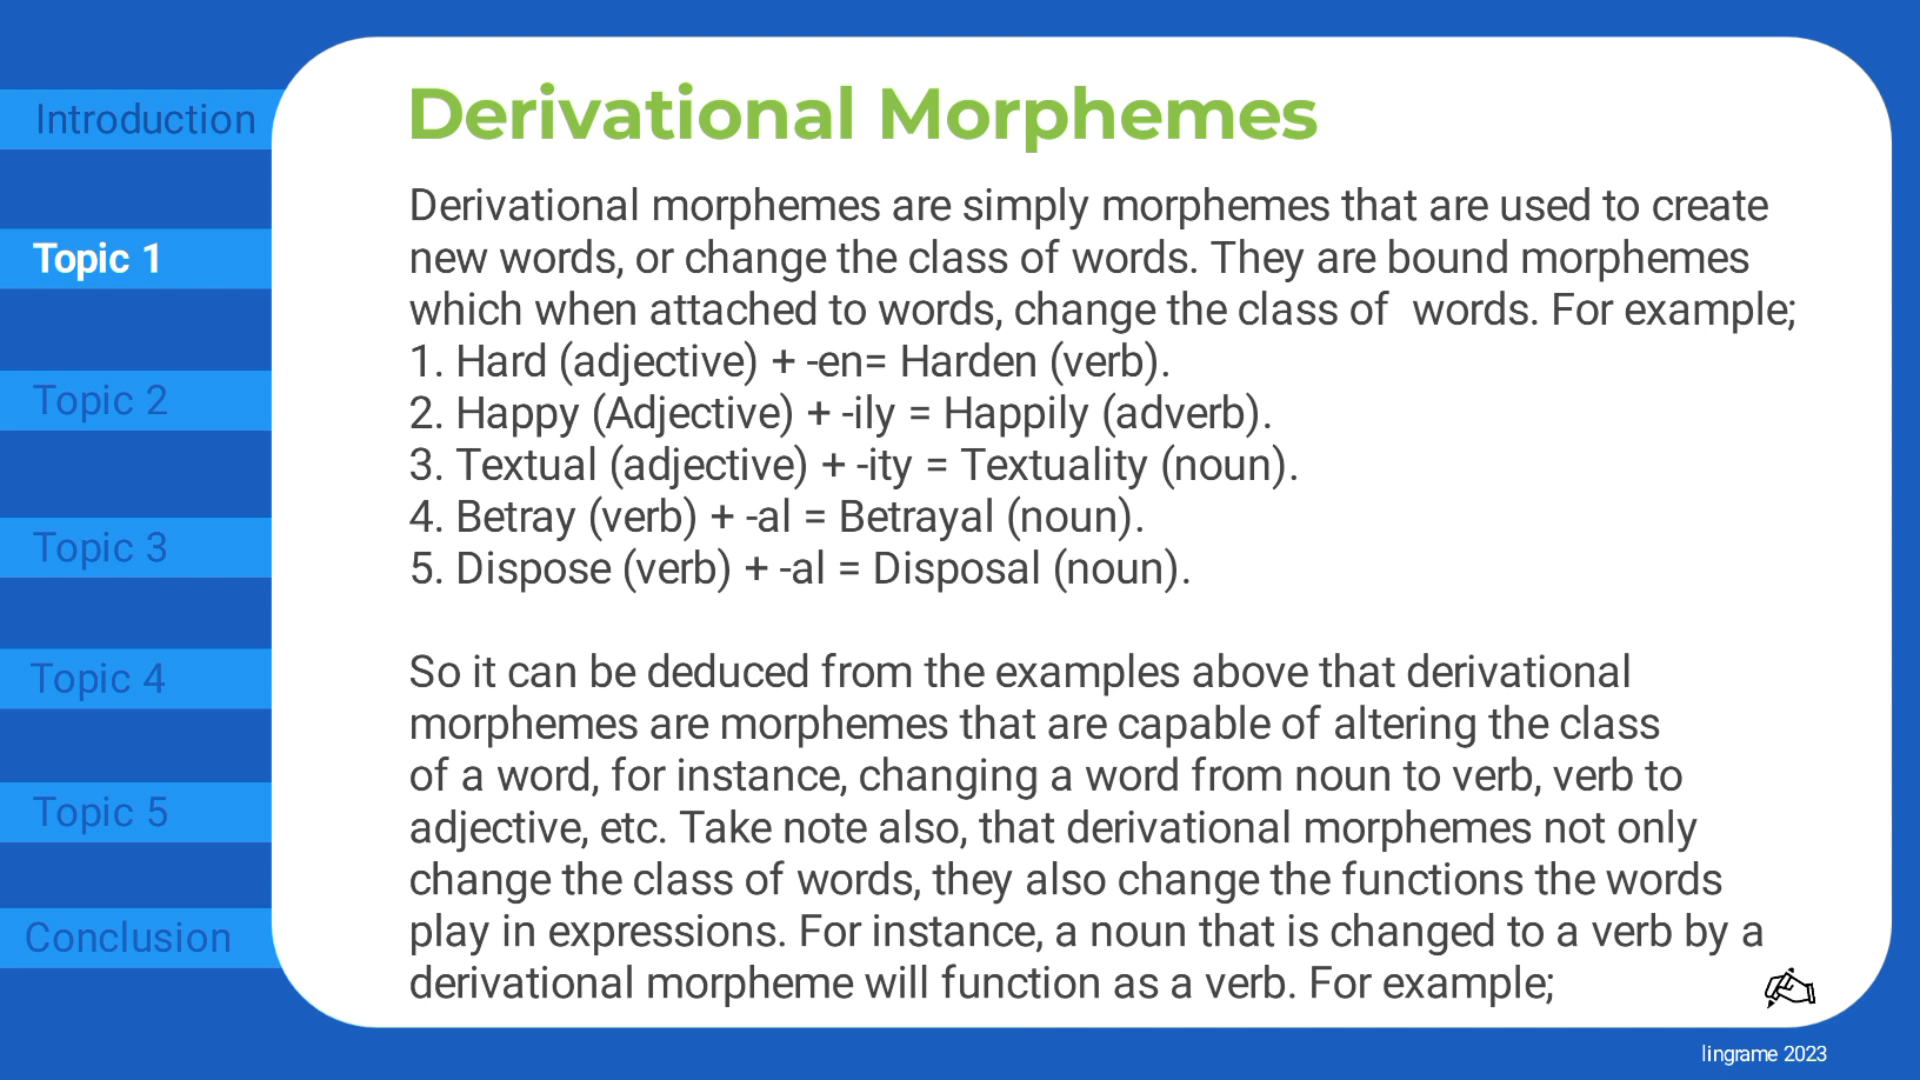 Introduction
Topic 1
Topic 2
Topic 3
Topic 4
Topic 5
Conclusion
Derivational Morphemes
Derivational morphemes are simply morphemes that are used to create
new words, or change the class of words. They are bound morphemes
which when attached to words, change the class of  words. For example;
1. Hard (adjective) + -en= Harden (verb).
2. Happy (Adjective) + -ily = Happily (adverb).
3. Textual (adjective) + -ity = Textuality (noun).
4. Betray (verb) + -al = Betrayal (noun).
5. Dispose (verb) + -al = Disposal (noun).
So it can be deduced from the examples above that derivational
morphemes are morphemes that are capable of altering the class
of a word, for instance, changing a word from noun to verb, verb to
adjective, etc. Take note also, that derivational morphemes not only
change the class of words, they also change the functions the words
play in expressions. For instance, a noun that is changed to a verb by a
derivational morpheme will function as a verb. For example;
lingrame 2023